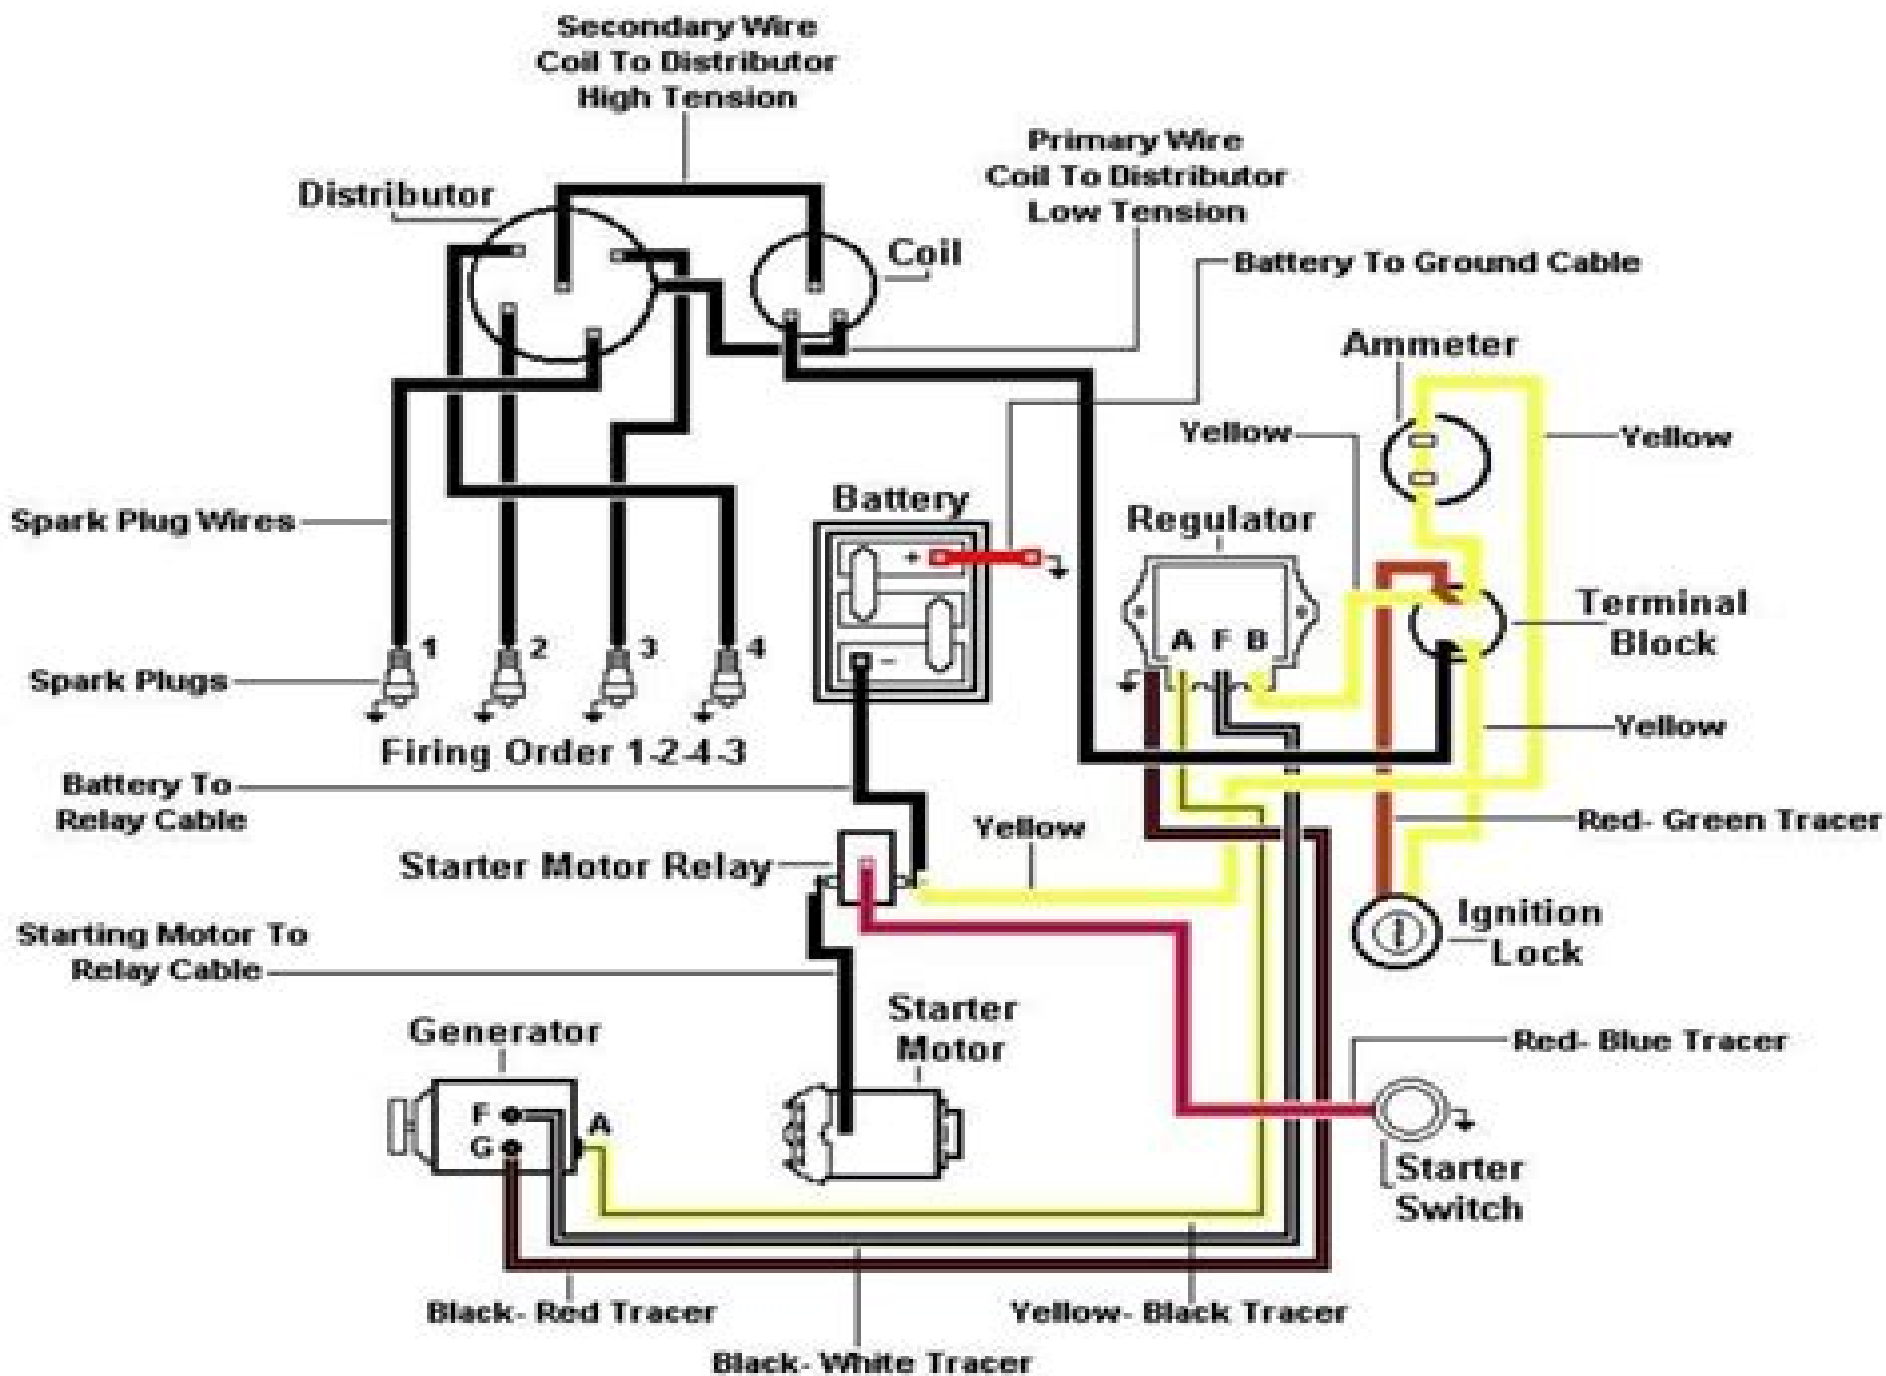 Secondary Wire
Coil To Distributor
High Tension
Primary Wire
Coil To Distributor
Low Tension
Distributor
Coil
Battery To Ground Cable
Ammeter
Yellow
Yellow
Battery
Regulator
Spark Plug Wires
+
Terminal
Block
A F B
1
2
3
4
-
Spark Plugs
Yellow
Firing Order 1-2-4-3
Battery To
Relay Cable
Yellow
Red- Green Tracer
Starter Motor Relay
Ignition
Lock
Starting Motor To
Relay Cable
Starter
Motor
Generator
Red- Blue Tracer
F
A
G
Starter
Switch
Black- Red Tracer
Yellow- Black Tracer
Black- White Tracer